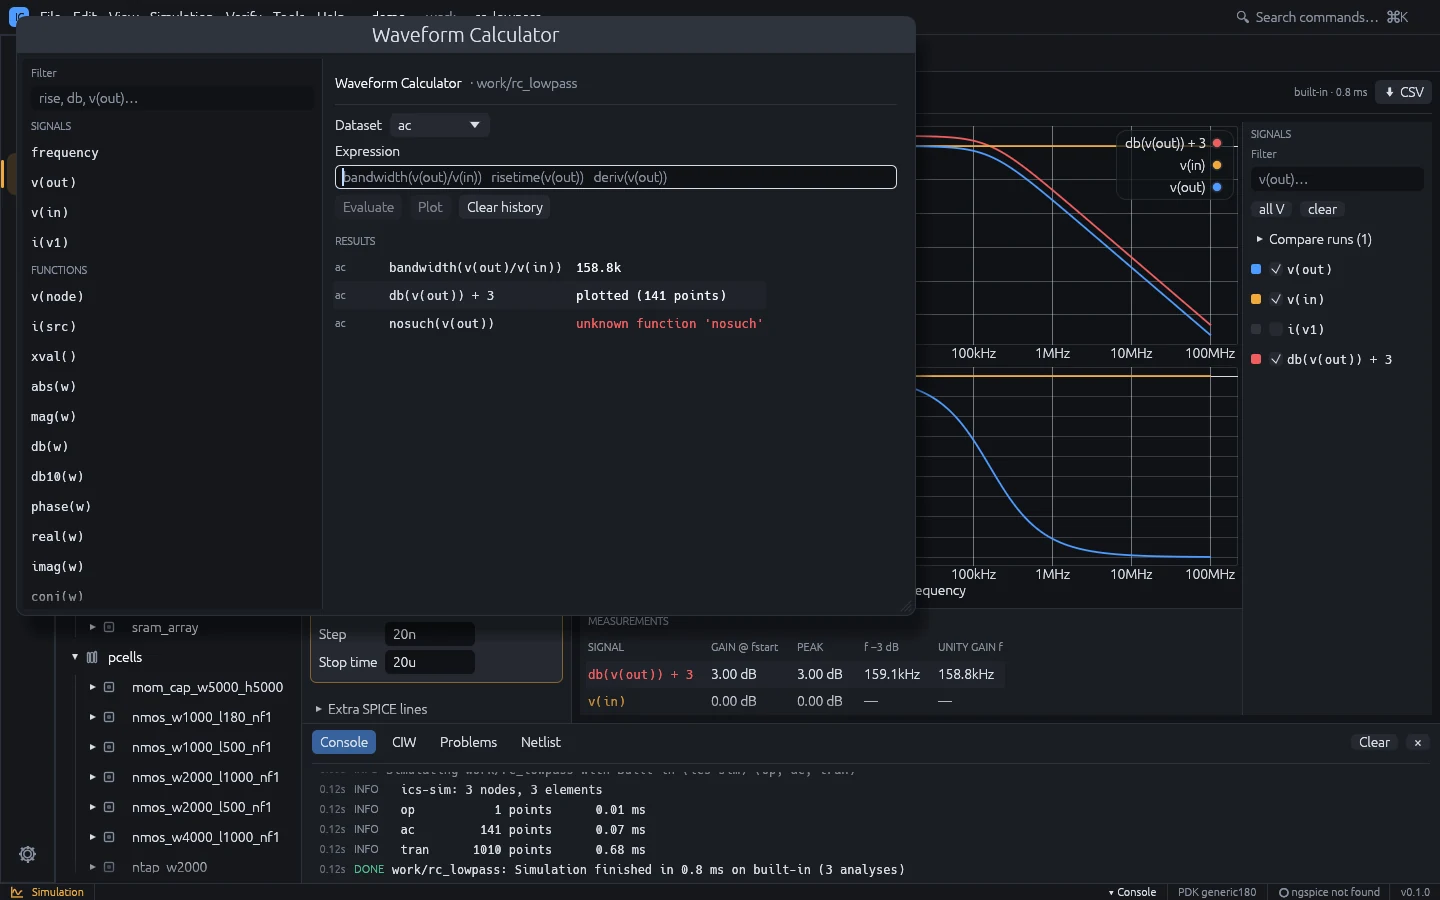 Search commands... ⌘K
Waveform Calculator
Filter
rise, db, v(out)...
SIGNALS
frequency
v(out)
v(in)
i(v1)
FUNCTIONS
v(node)
i(src)
xval()
abs(w)
mag(w)
db(w)
db10(w)
phase(w)
real(w)
imag(w)
conj(w)
Waveform Calculator · work/rc_lowpass
Dataset ac
Expression
bandwidth(v(out)/v(in)) risetime(v(out)) deriv(v(out))
Evaluate Plot Clear history
RESULTS
ac bandwidth(v(out)/v(in)) 158.8k
ac db(v(out)) + 3 plotted (141 points)
ac nosuch(v(out)) unknown function 'nosuch'
built-in · 0.8 ms CSV
db(v(out)) + 3
v(in)
v(out)
100kHz 1MHz 10MHz 100MHz
100kHz 1MHz 10MHz 100MHz
equency
SIGNALS
Filter
v(out)...
all V clear
Compare runs (1)
v(out)
v(in)
i(v1)
db(v(out)) + 3
sram_array
pcells
mom_cap_w5000_h5000
nmos_w1000_l180_nf1
nmos_w1000_l500_nf1
nmos_w2000_l1000_nf1
nmos_w2000_l500_nf1
nmos_w4000_l1000_nf1
ntap_w2000
Step 20n
Stop time 20u
Extra SPICE lines
MEASUREMENTS
SIGNAL GAIN @ fstart PEAK f −3 dB UNITY GAIN f
db(v(out)) + 3 3.00 dB 3.00 dB 159.1kHz 158.8kHz
v(in) 0.00 dB 0.00 dB — —
Console CIW Problems Netlist Clear ×
0.12s INFO ics-sim: 3 nodes, 3 elements
0.12s INFO op 1 points 0.01 ms
0.12s INFO ac 141 points 0.07 ms
0.12s INFO tran 1010 points 0.68 ms
0.12s DONE work/rc_lowpass: Simulation finished in 0.8 ms on built-in (3 analyses)
Simulation
Console PDK generic180 ngspice not found v0.1.0